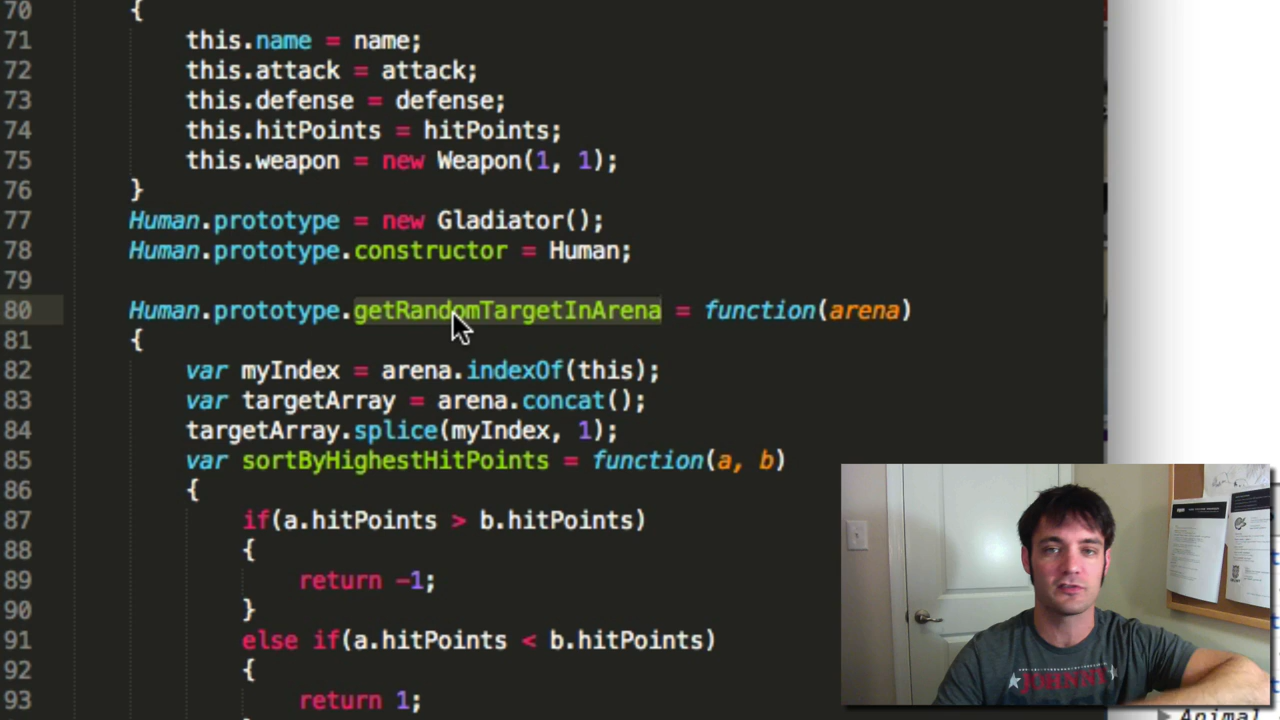 70 {
71 this.name = name;
72 this.attack = attack;
73 this.defense = defense;
74 this.hitPoints = hitPoints;
75 this.weapon = new Weapon(1, 1);
76 }
77 Human.prototype = new Gladiator();
78 Human.prototype.constructor = Human;
79
80 Human.prototype.getRandomTargetInArena = function(arena)
81 {
82 var myIndex = arena.indexOf(this);
83 var targetArray = arena.concat();
84 targetArray.splice(myIndex, 1);
85 var sortByHighestHitPoints = function(a, b)
86 {
87 if(a.hitPoints > b.hitPoints)
88 {
89 return -1;
90 }
91 else if(a.hitPoints < b.hitPoints)
92 {
93 return 1;
JOHNNY
Animal